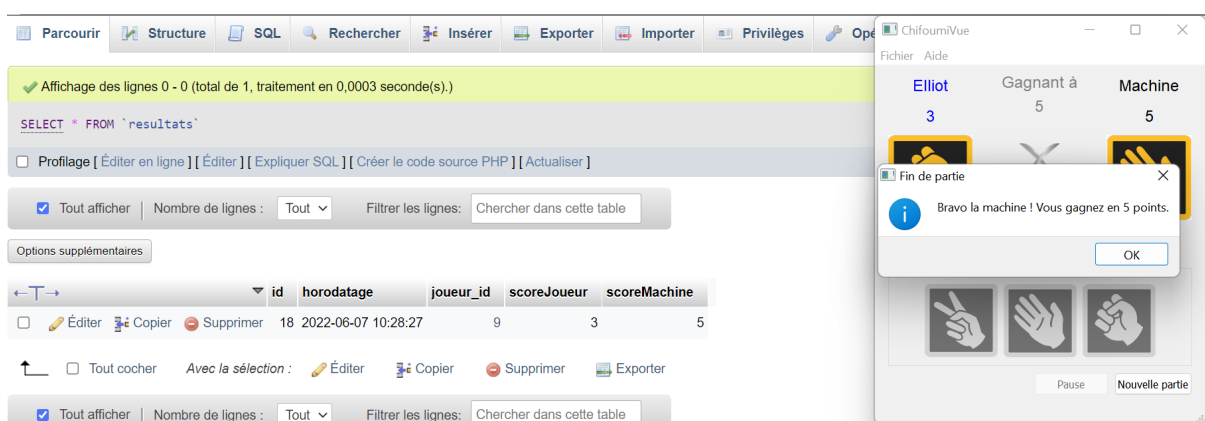 Parcourir Structure SQL Rechercher Insérer Exporter Importer Privilèges Opé
Affichage des lignes 0 - 0 (total de 1, traitement en 0,0003 seconde(s).)
SELECT * FROM `resultats`
Profilage [ Éditer en ligne ] [ Éditer ] [ Expliquer SQL ] [ Créer le code source PHP ] [ Actualiser ]
Tout afficher | Nombre de lignes : Tout Filtrer les lignes: Chercher dans cette table
Options supplémentaires
←T→ id horodatage joueur_id scoreJoueur scoreMachine
Éditer Copier Supprimer 18 2022-06-07 10:28:27 9 3 5
Tout cocher Avec la sélection : Éditer Copier Supprimer Exporter
Tout afficher | Nombre de lignes : Tout Filtrer les lignes: Chercher dans cette table
ChifoumiVue
Fichier Aide
Elliot Gagnant à Machine
3 5 5
Fin de partie
Bravo la machine ! Vous gagnez en 5 points.
OK
Pause Nouvelle partie